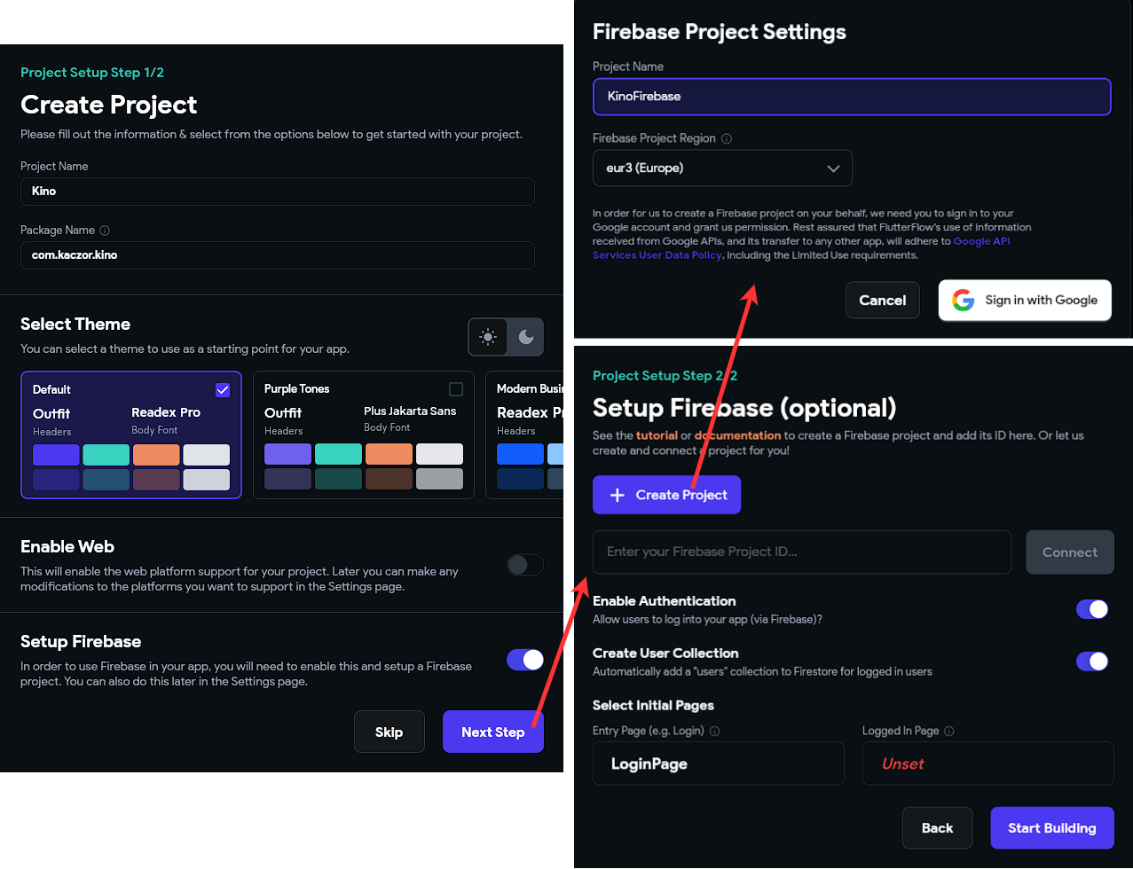 Project Setup Step 1/2
Create Project
Please fill out the information & select from the options below to get started with your project.
Project Name
Kino
Package Name
com.kaczor.kino
Select Theme
You can select a theme to use as a starting point for your app.
Default
Outfit
Readex Pro
Headers
Body Font
Purple Tones
Outfit
Plus Jakarta Sans
Headers
Body Font
Modern Busi
Readex P
Headers
Enable Web
This will enable the web platform support for your project. Later you can make any
modifications to the platforms you want to support in the Settings page.
Setup Firebase
In order to use Firebase in your app, you will need to enable this and setup a Firebase
project. You can also do this later in the Settings page.
Skip
Next Step
Firebase Project Settings
Project Name
KinoFirebase
Firebase Project Region
eur3 (Europe)
In order for us to create a Firebase project on your behalf, we need you to sign in to your
Google account and grant us permission. Rest assured that FlutterFlow's use of information
received from Google APIs, and its transfer to any other app, will adhere to Google API
Services User Data Policy, including the Limited Use requirements.
Cancel
Sign in with Google
Project Setup Step 2/2
Setup Firebase (optional)
See the tutorial or documentation to create a Firebase project and add its ID here. Or let us
create and connect a project for you!
+ Create Project
Enter your Firebase Project ID...
Connect
Enable Authentication
Allow users to log into your app (via Firebase)?
Create User Collection
Automatically add a "users" collection to Firestore for logged in users
Select Initial Pages
Entry Page (e.g. Login)
Logged In Page
LoginPage
Unset
Back
Start Building